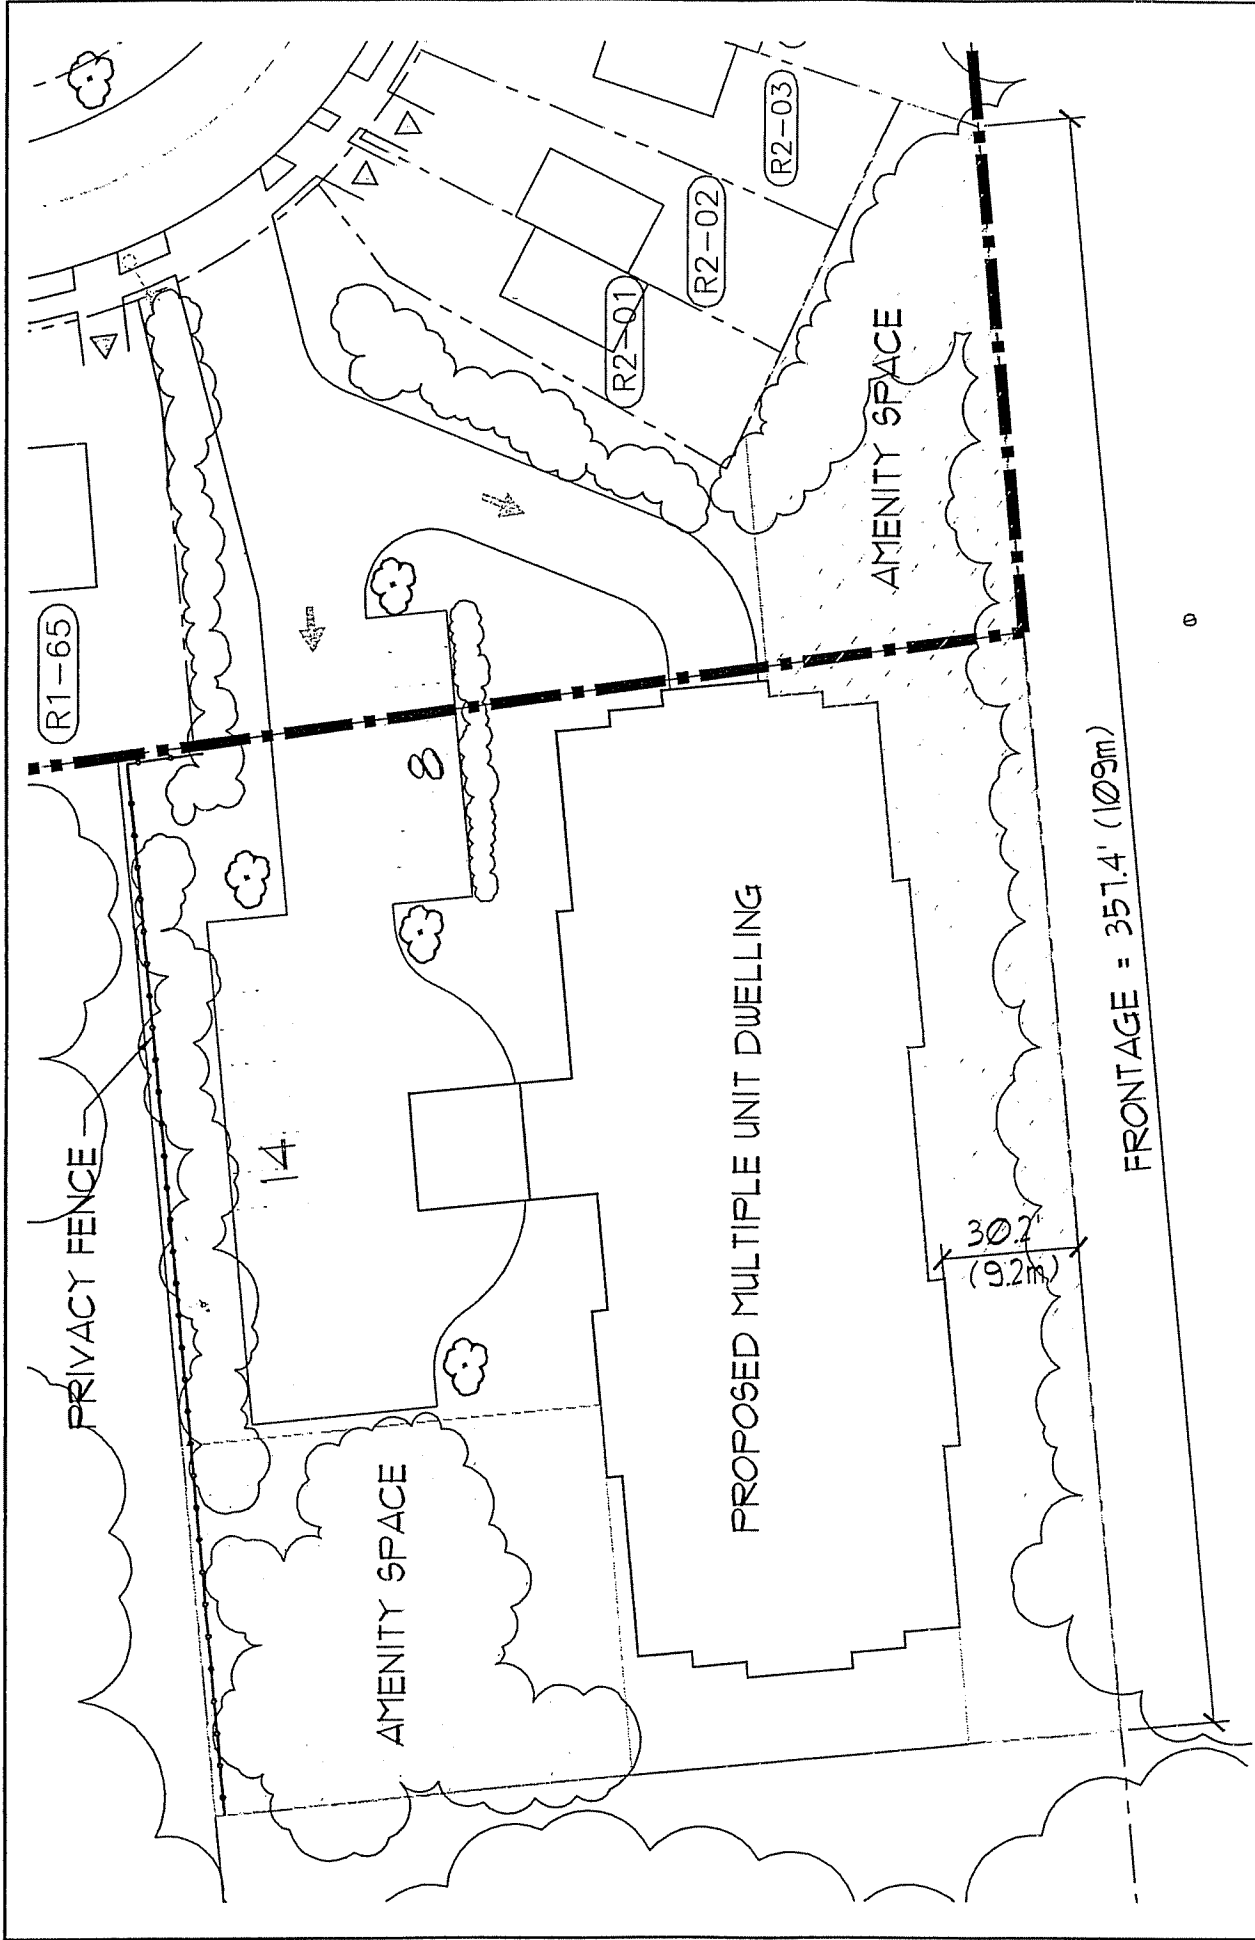 R2-03
R2-02
R2-01
R1-65
AMENITY SPACE
8
14
PRIVACY FENCE
PROPOSED MULTIPLE UNIT DWELLING
AMENITY SPACE
30.2'
(9.2m)
FRONTAGE = 357.4' (109m)